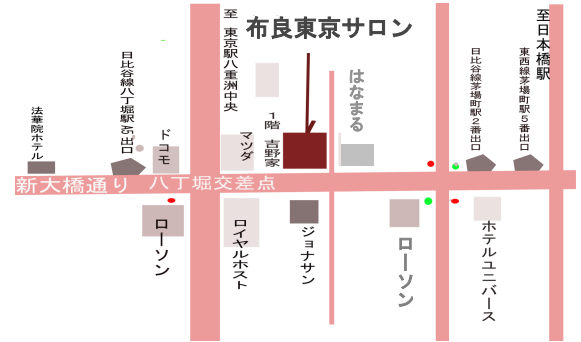 布良東京サロン
至 東京駅八重洲中央
至日本橋駅
日比谷線八丁堀駅A5出口
法華院ホテル
ドコモ
マツダ
1階 吉野家
はなまる
日比谷線茅場町駅2番出口
東西線茅場町駅5番出口
新大橋通り 八丁堀交差点
ローソン
ロイヤルホスト
ジョナサン
ローソン
ホテルユニバース